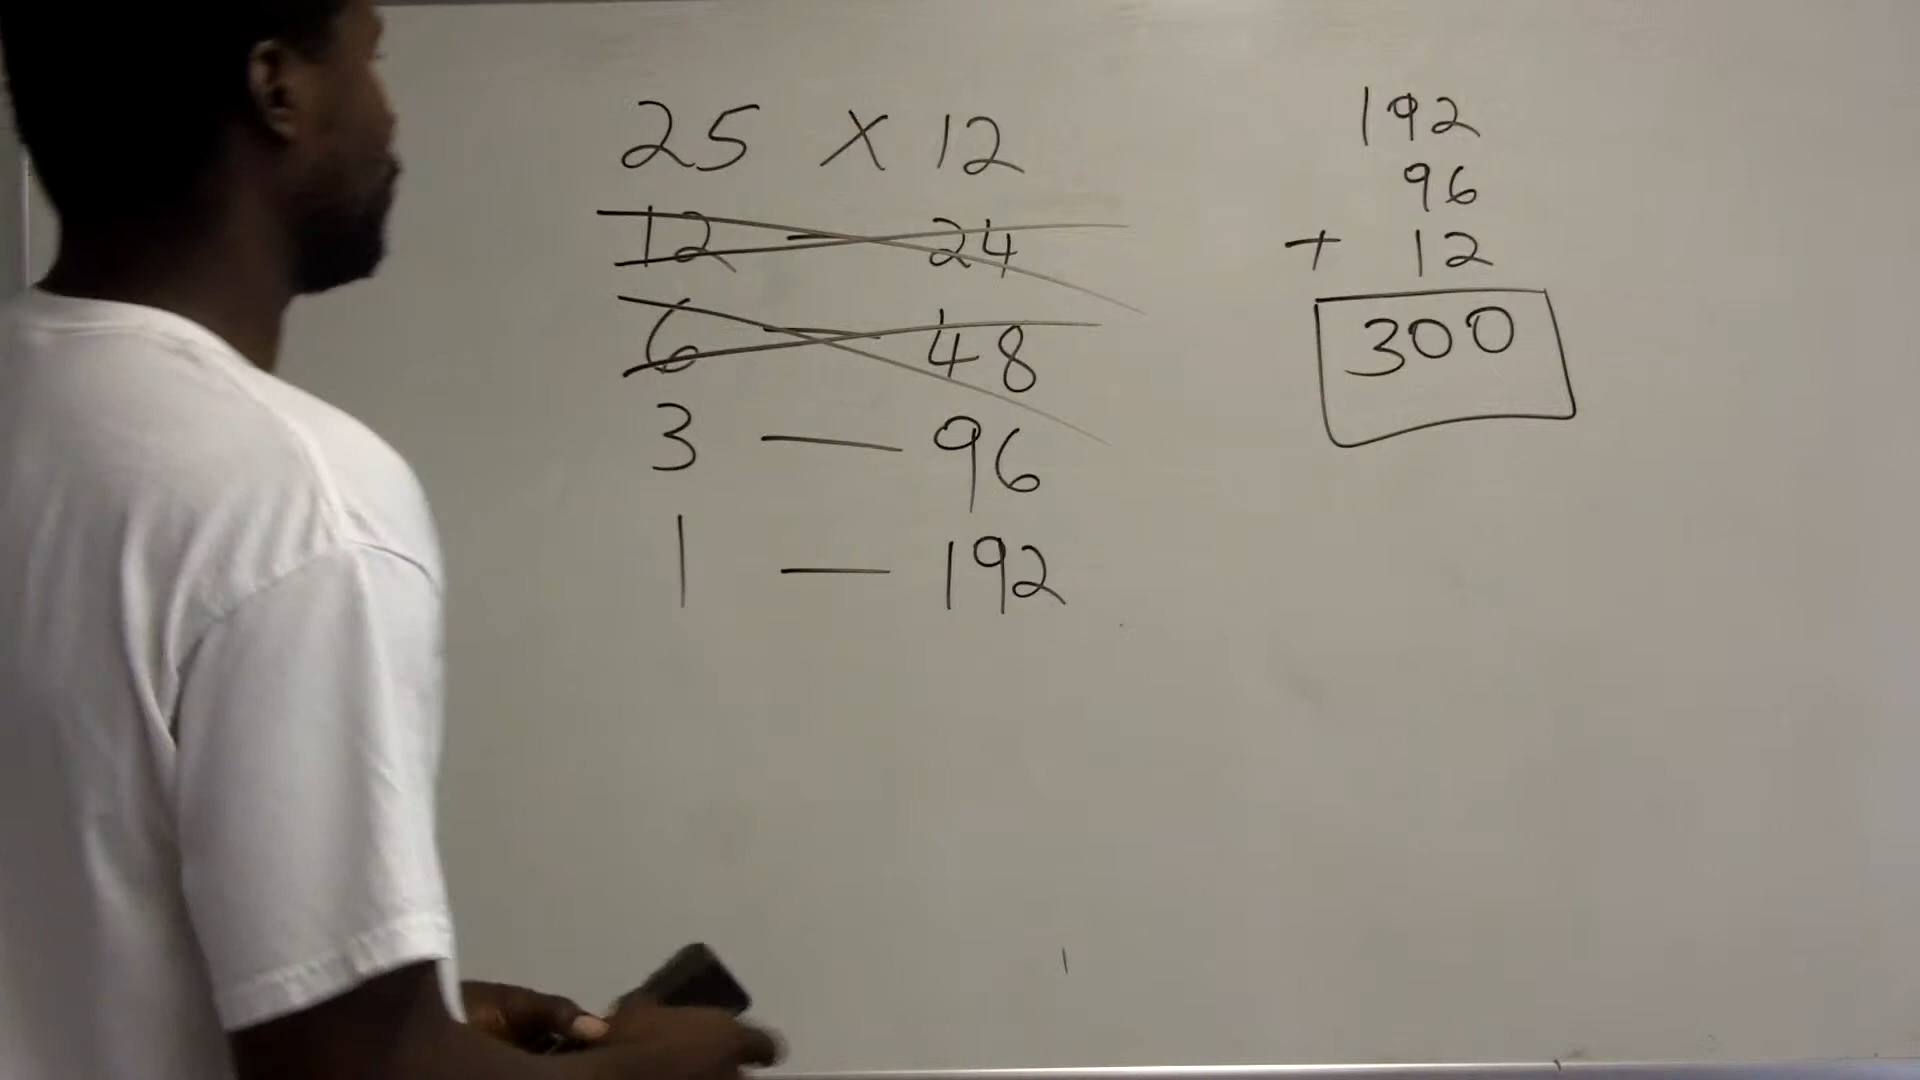 25 X 12
12 — 24
6 — 48
3 — 96
1 — 192
192
96
+ 12
300